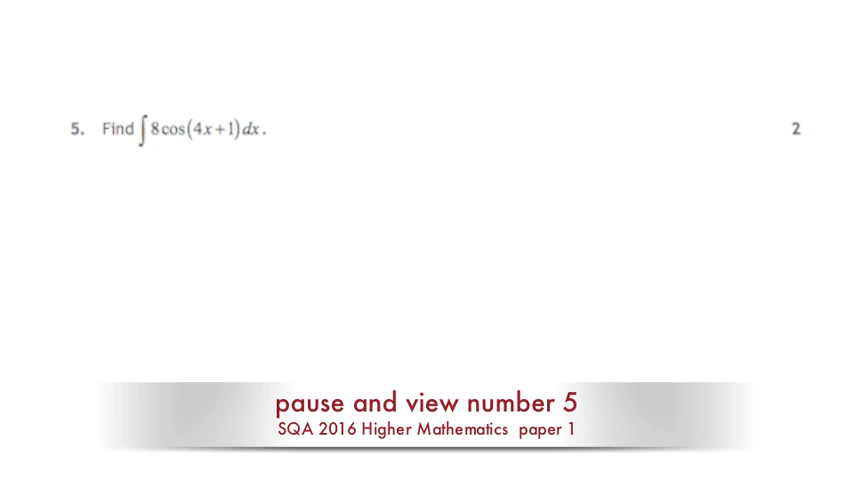 5. Find ∫8cos(4x+1)dx. 2
pause and view number 5
SQA 2016 Higher Mathematics paper 1